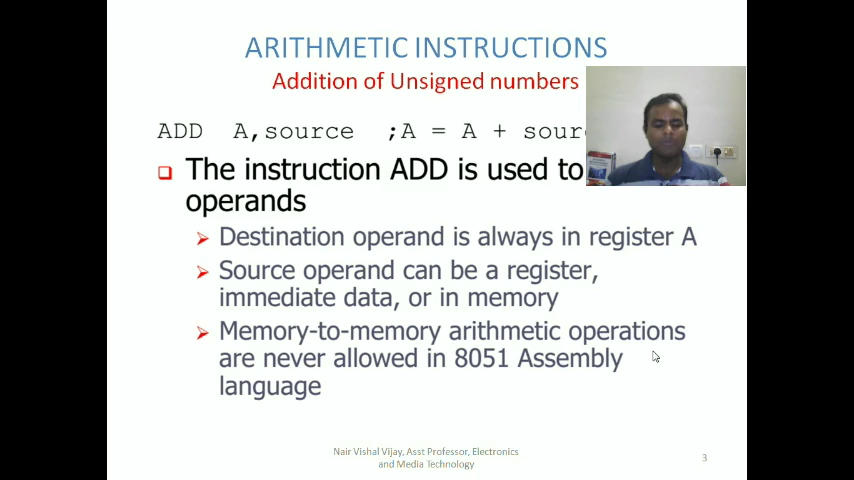 ARITHMETIC INSTRUCTIONS
Addition of Unsigned numbers
ADD A,source ;A = A + sour
The instruction ADD is used to
operands
Destination operand is always in register A
Source operand can be a register,
immediate data, or in memory
Memory-to-memory arithmetic operations
are never allowed in 8051 Assembly
language
Nair Vishal Vijay, Asst Professor, Electronics
and Media Technology
3